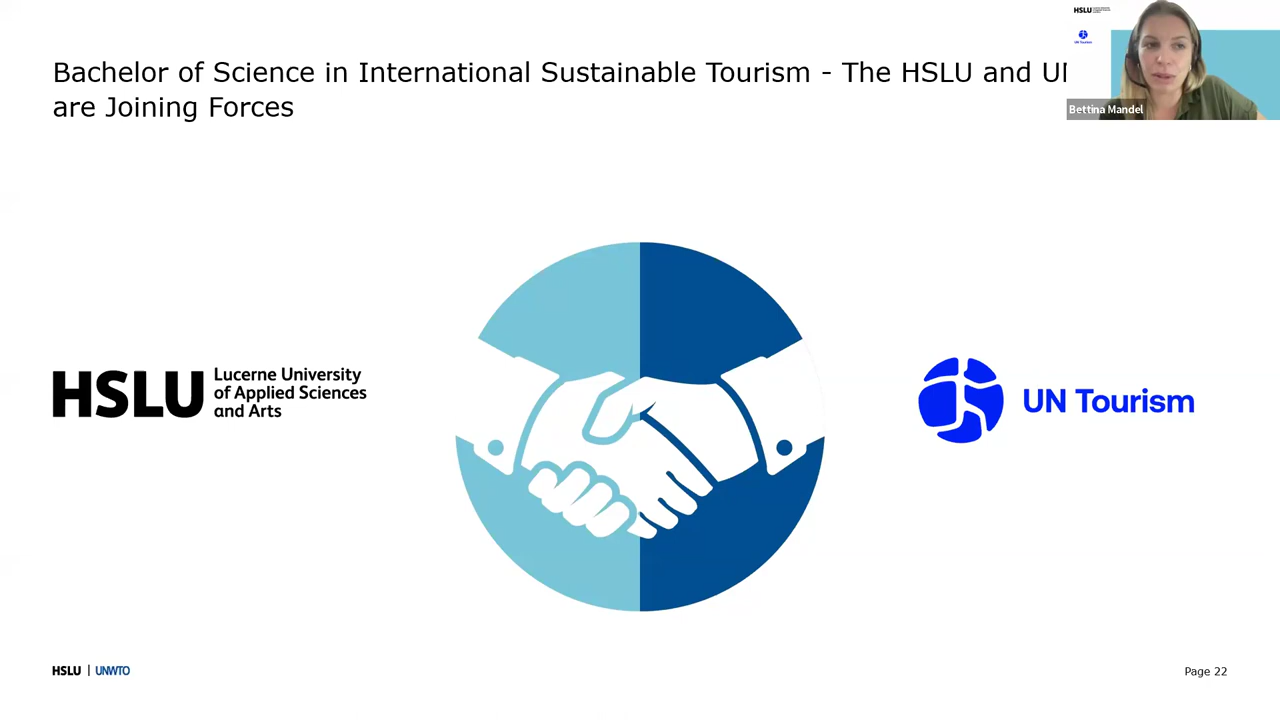 Bachelor of Science in International Sustainable Tourism - The HSLU and
are Joining Forces
HSLU
Bettina Mandel
HSLU Lucerne University
of Applied Sciences
and Arts
UN Tourism
HSLU | UNWTO
Page 22